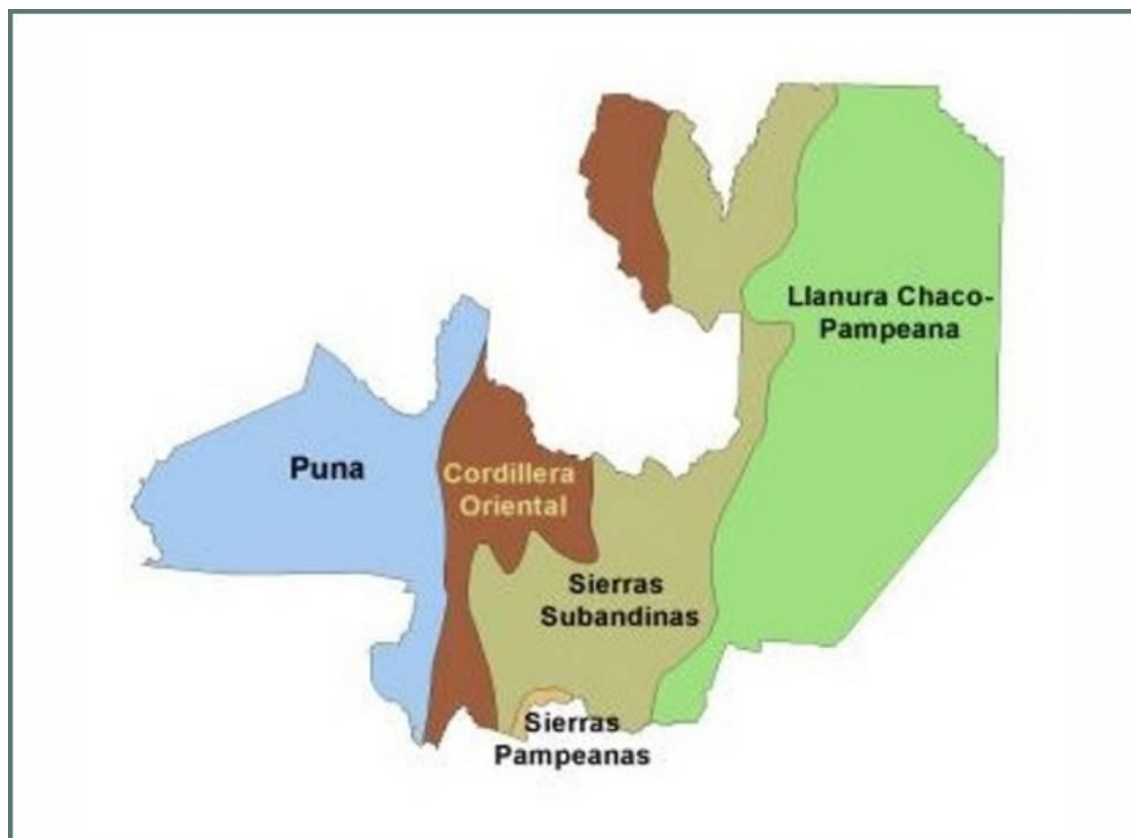 Llanura Chaco-
Pampeana
Puna
Cordillera
Oriental
Sierras
Subandinas
Sierras
Pampeanas